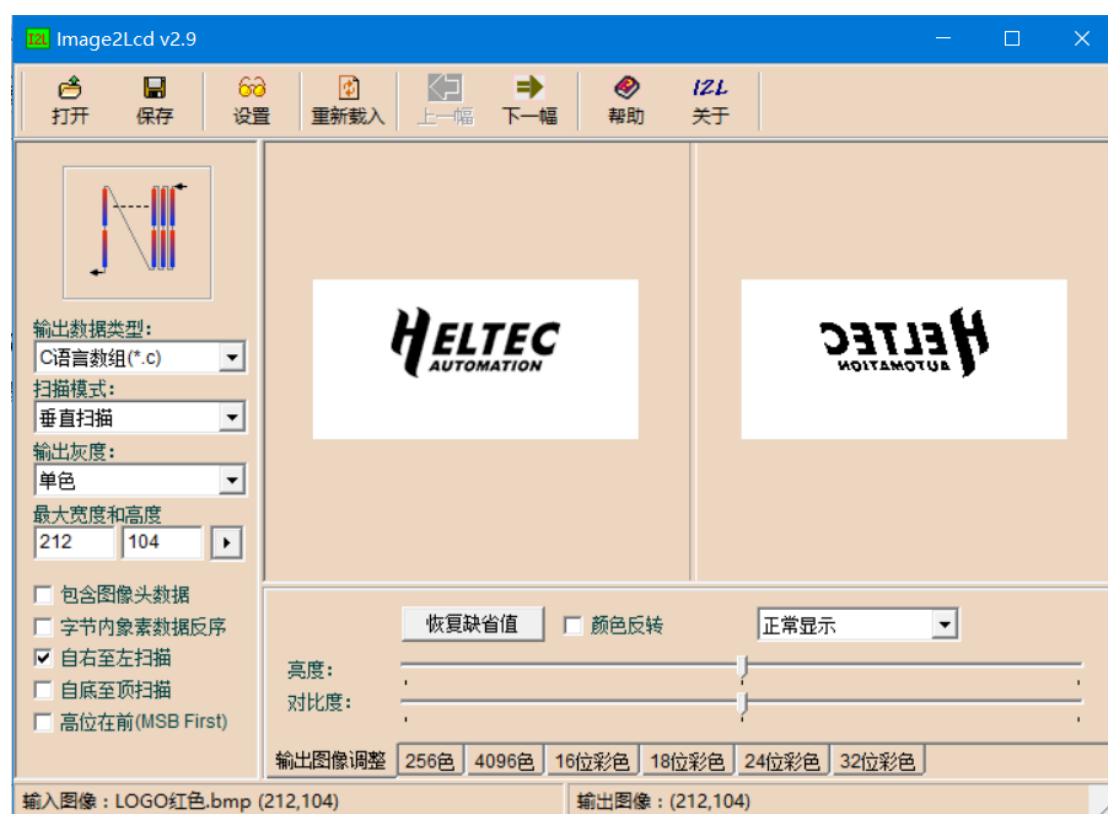 I2L Image2Lcd v2.9
I2L
打开 保存 设置 重新载入 上一幅 下一幅 帮助 关于
输出数据类型:
C语言数组(*.c)
扫描模式:
垂直扫描
输出灰度:
单色
最大宽度和高度
212 104
包含图像头数据
字节内象素数据反序
自右至左扫描
自底至顶扫描
高位在前(MSB First)
HELTEC
AUTOMATION
HELTEC
AUTOMATION
恢复缺省值 颜色反转 正常显示
亮度:
对比度:
输出图像调整 256色 4096色 16位彩色 18位彩色 24位彩色 32位彩色
输入图像：LOGO红色.bmp (212,104) 输出图像：(212,104)